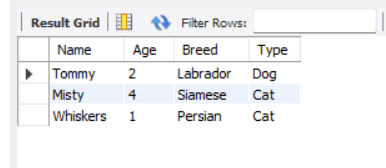 Result Grid Filter Rows:
Name Age Breed Type
Tommy 2 Labrador Dog
Misty 4 Siamese Cat
Whiskers 1 Persian Cat